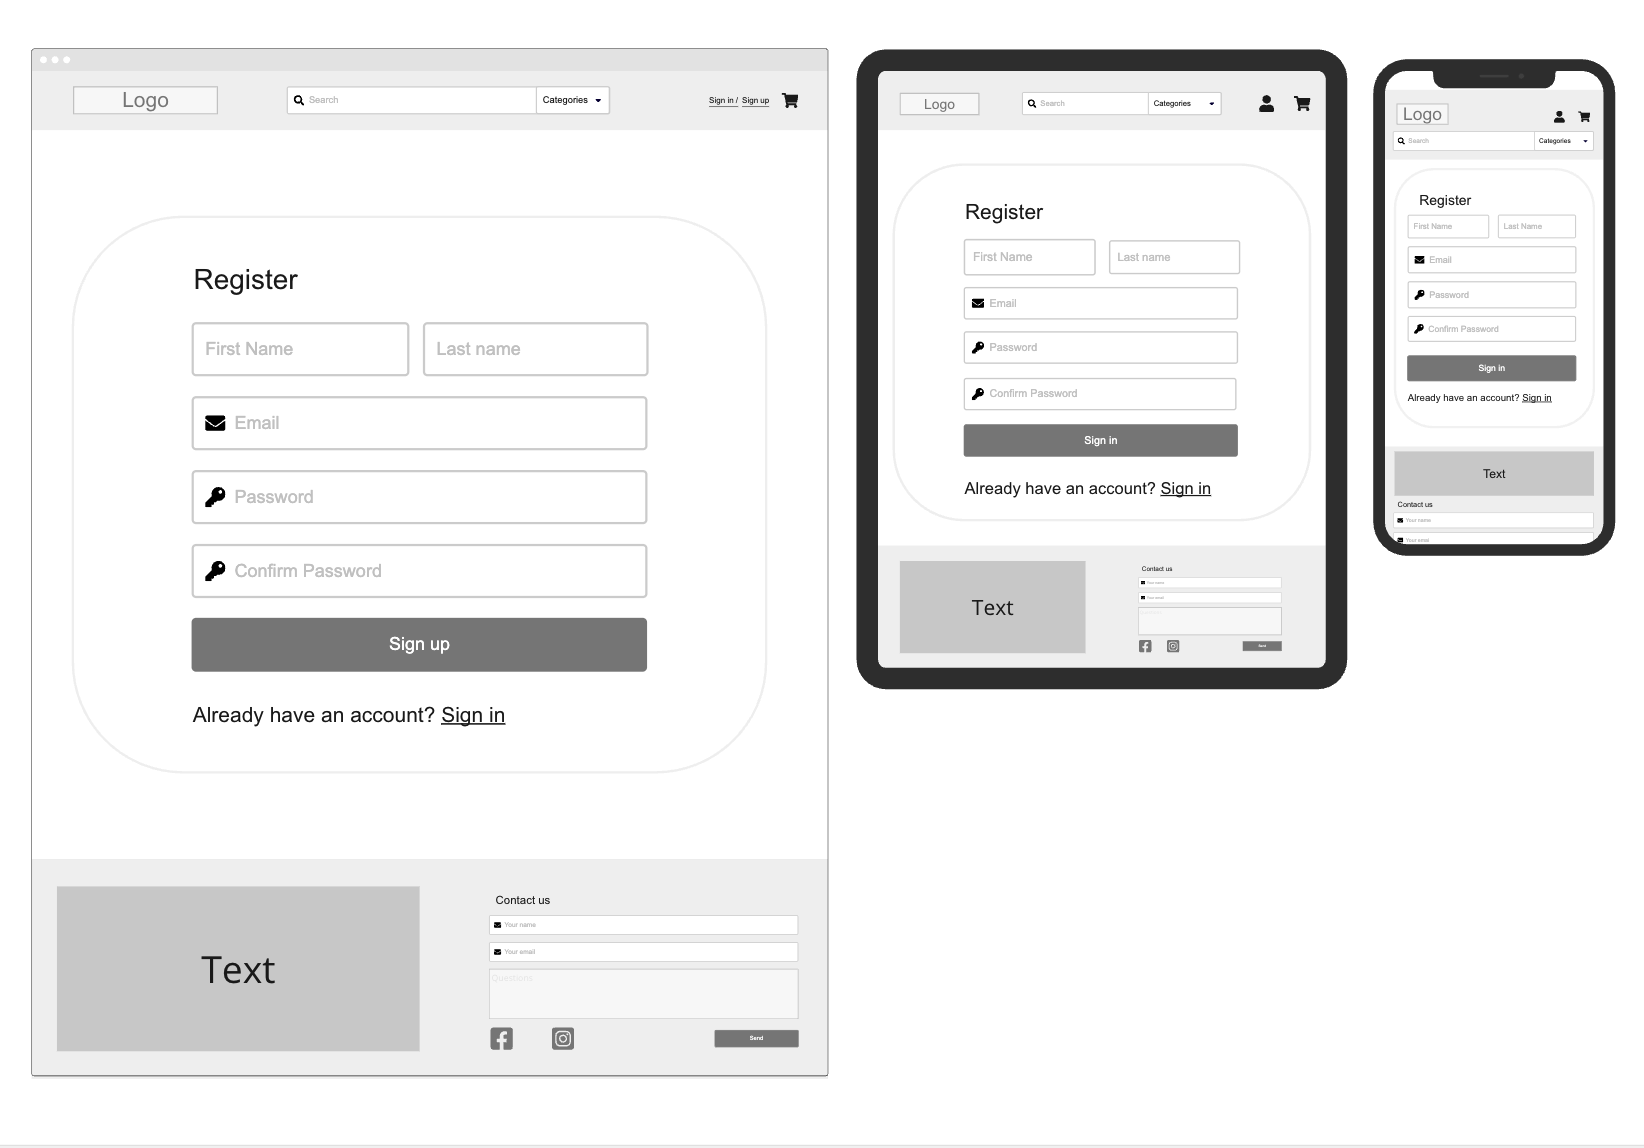 Logo
Search
Categories
Sign in / Sign up
Register
First Name
Last name
Email
Password
Confirm Password
Sign up
Already have an account? Sign in
Text
Contact us
Your name
Your email
Questions
Send
Logo
Search
Categories
Register
First Name
Last name
Email
Password
Confirm Password
Sign in
Already have an account? Sign in
Text
Contact us
Your name
Your email
Send
Logo
Search
Categories
Register
First Name
Last Name
Email
Password
Confirm Password
Sign in
Already have an account? Sign in
Text
Contact us
Your name
Your email